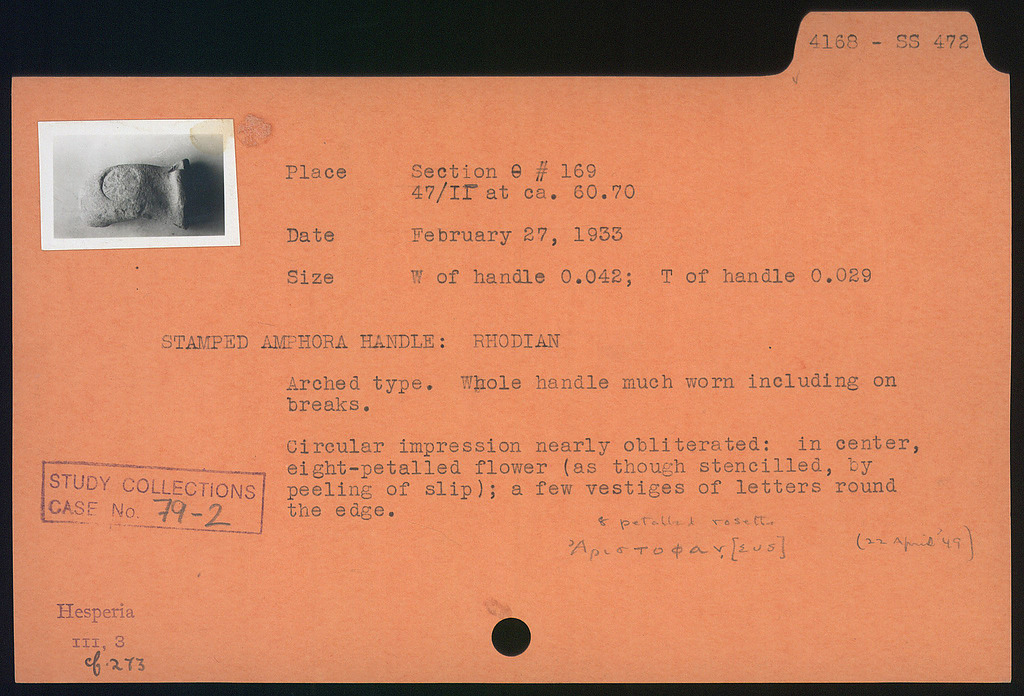 4168 - SS 472
Place Section Θ # 169
47/ΙΓ at ca. 60.70
Date February 27, 1933
Size W of handle 0.042; T of handle 0.029
STAMPED AMPHORA HANDLE: RHODIAN
Arched type. Whole handle much worn including on
breaks.
Circular impression nearly obliterated: in center,
eight-petalled flower (as though stencilled, by
peeling of slip); a few vestiges of letters round
the edge.
8 petalled rosette
Ἀριστοφάν[ευς] (22 April '49)
STUDY COLLECTIONS
CASE No. 79-2
Hesperia
III, 3
cf. 273